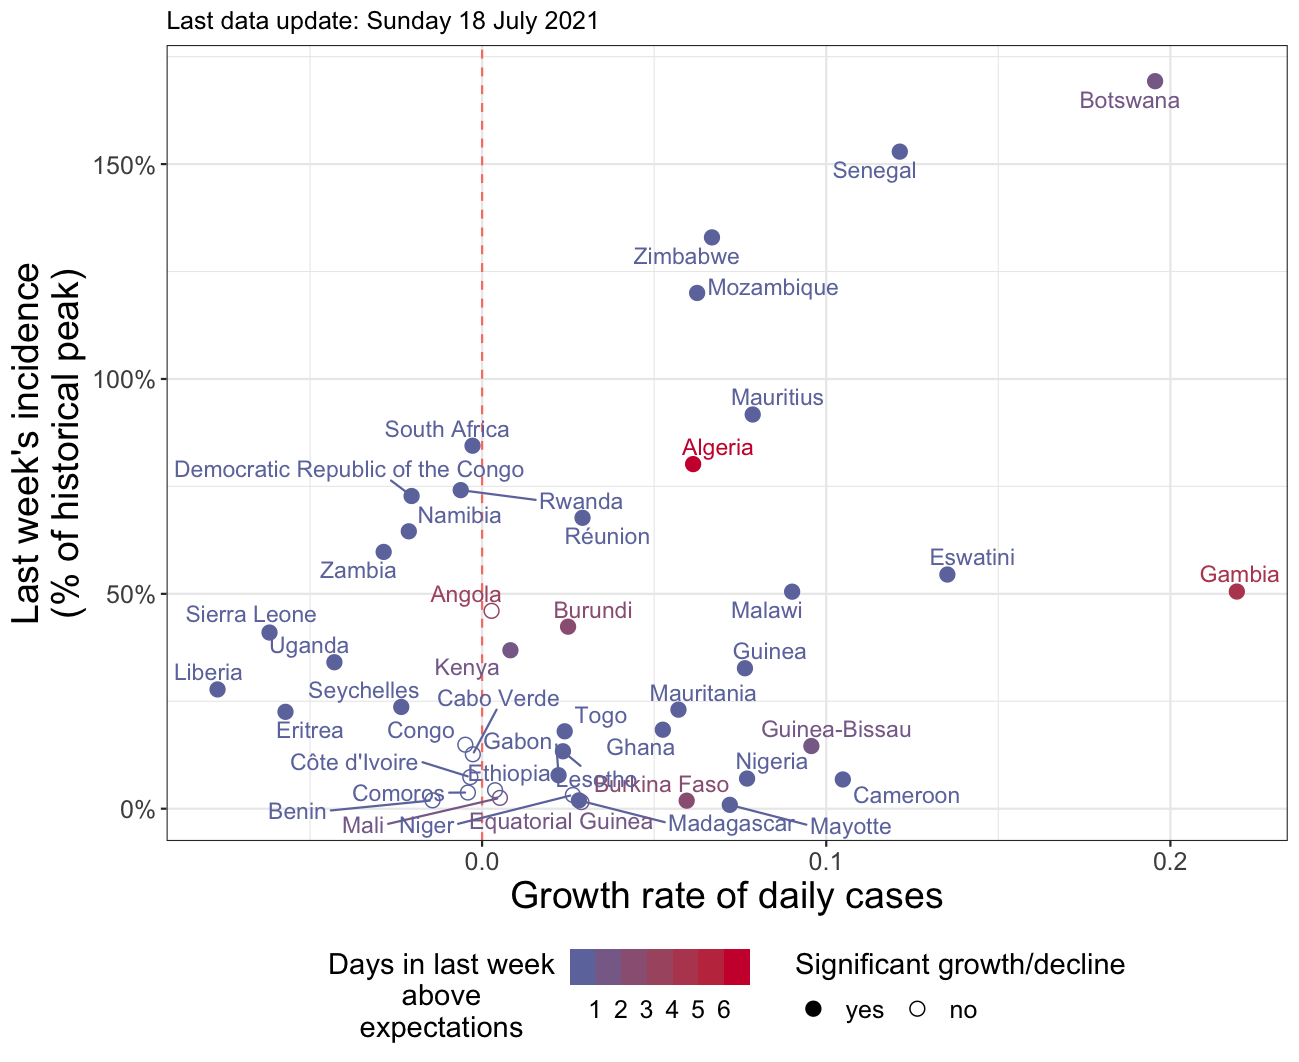 Last data update: Sunday 18 July 2021
Last week's incidence
(% of historical peak)
150%
100%
50%
0%
Botswana
Senegal
Zimbabwe
Mozambique
Mauritius
South Africa
Algeria
Democratic Republic of the Congo
Rwanda
Namibia
Réunion
Eswatini
Zambia
Gambia
Angola
Malawi
Burundi
Sierra Leone
Uganda
Guinea
Kenya
Liberia
Seychelles
Mauritania
Cabo Verde
Togo
Eritrea
Congo
Guinea-Bissau
Gabon
Ghana
Côte d'Ivoire
Nigeria
Ethiopia
Lesotho
Burkina Faso
Comoros
Cameroon
Benin
Mali
Niger
Equatorial Guinea
Madagascar
Mayotte
0.0
0.1
0.2
Growth rate of daily cases
Days in last week
above
expectations
1 2 3 4 5 6
Significant growth/decline
yes
no